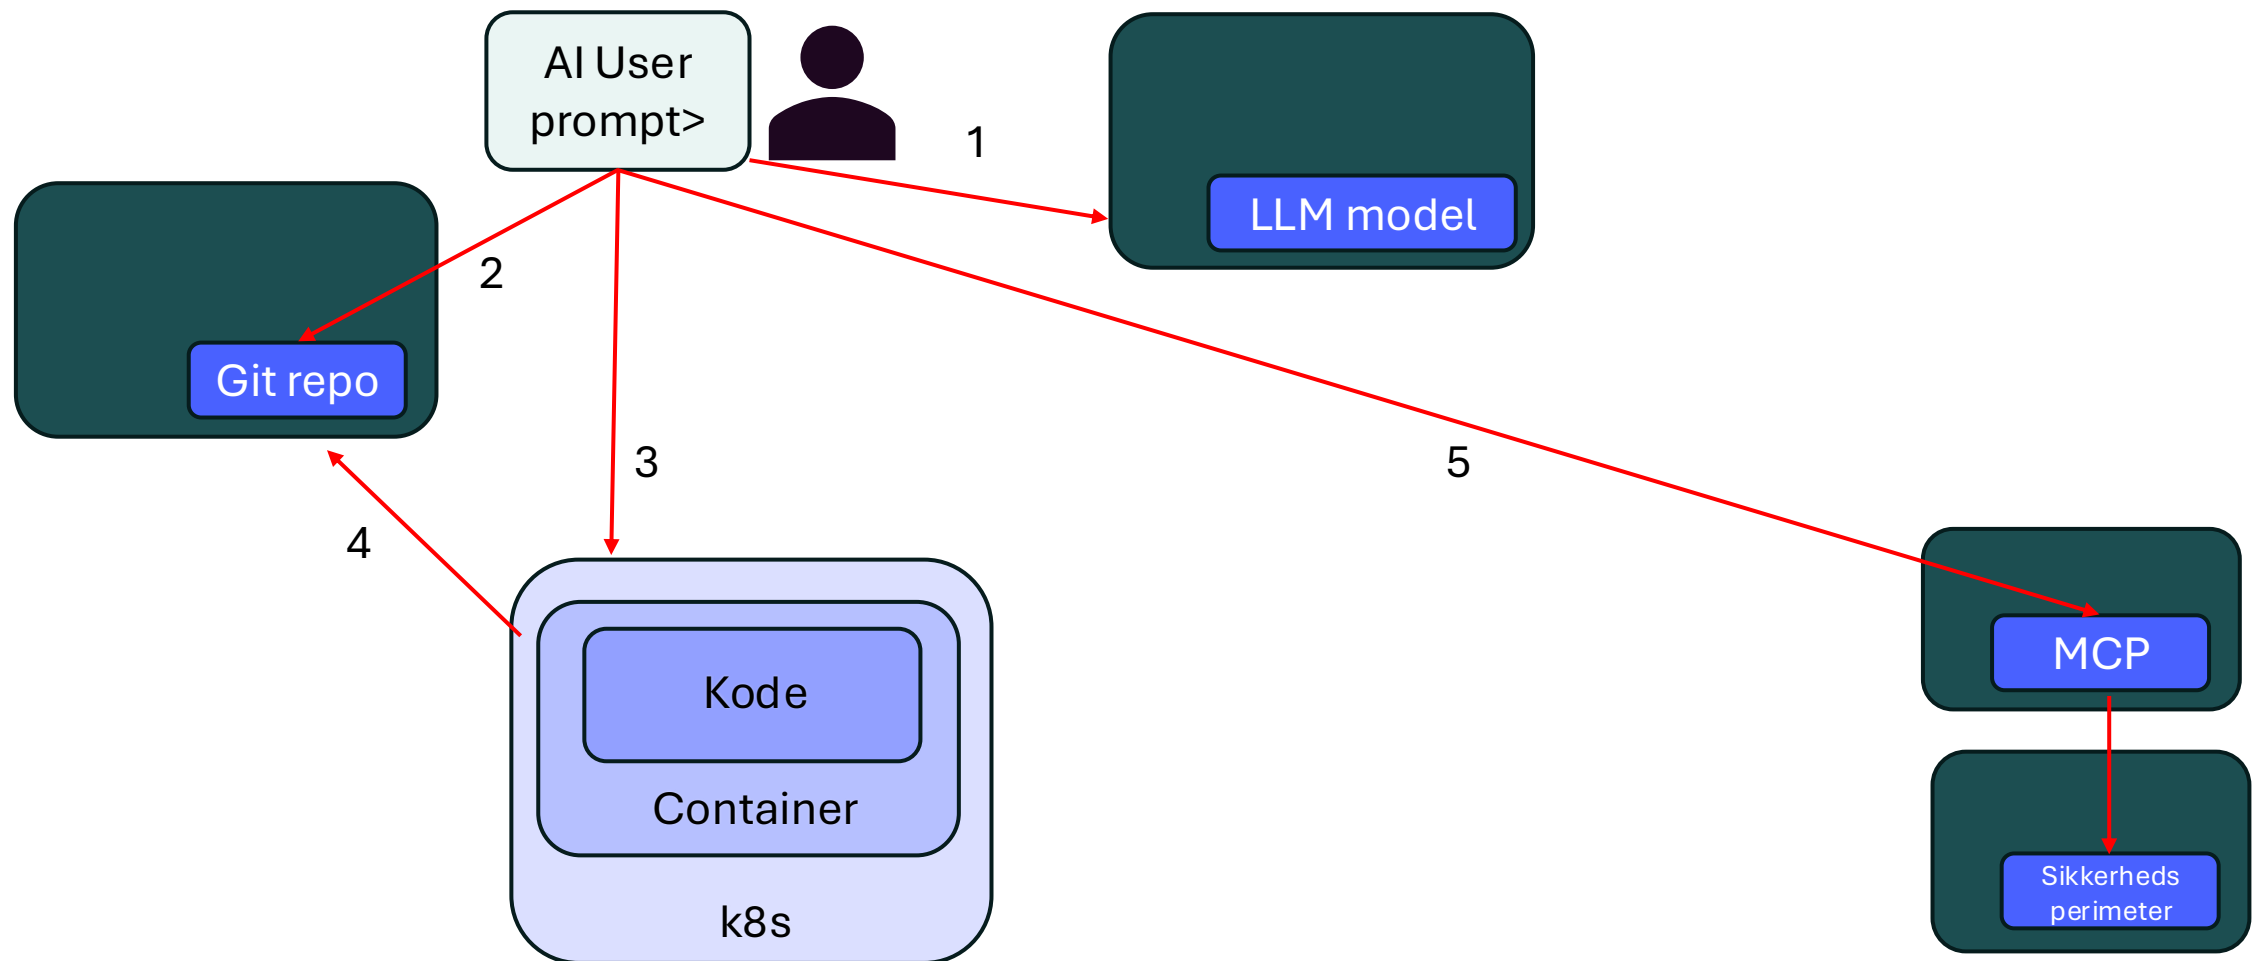 AI User
prompt>
1
LLM model
2
Git repo
3
5
4
Kode
Container
k8s
MCP
Sikkerheds
perimeter